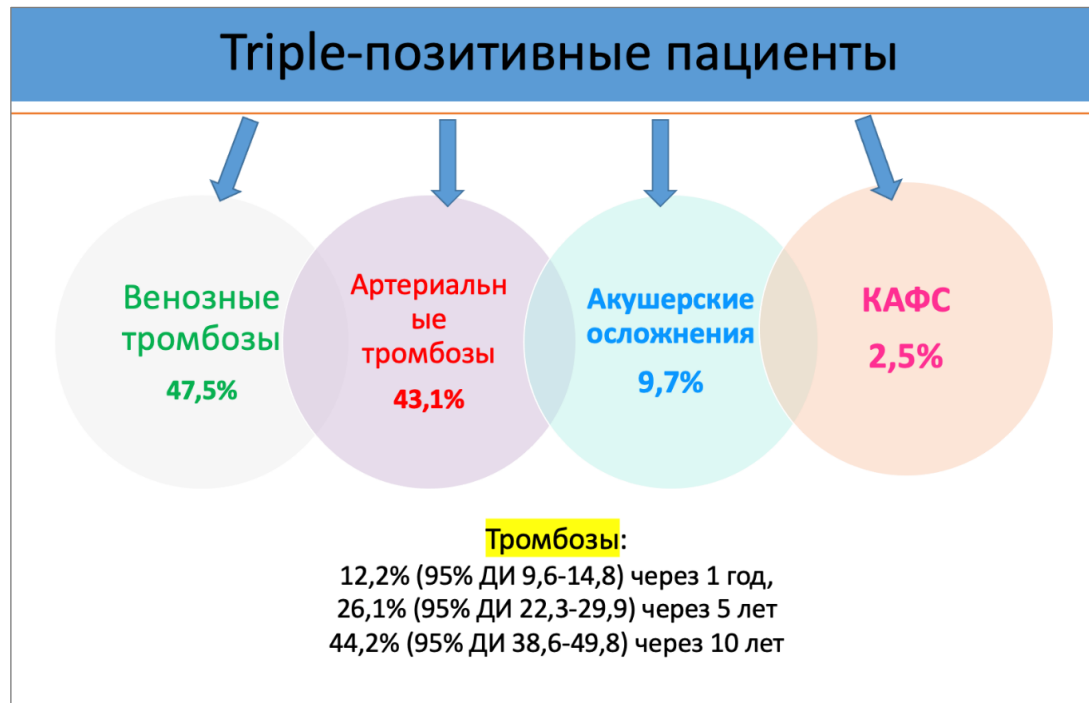 Triple-позитивные пациенты
Венозные
тромбозы
47,5%
Артериальн
ые
тромбозы
43,1%
Акушерские
осложнения
9,7%
КАФС
2,5%
Тромбозы:
12,2% (95% ДИ 9,6-14,8) через 1 год,
26,1% (95% ДИ 22,3-29,9) через 5 лет
44,2% (95% ДИ 38,6-49,8) через 10 лет